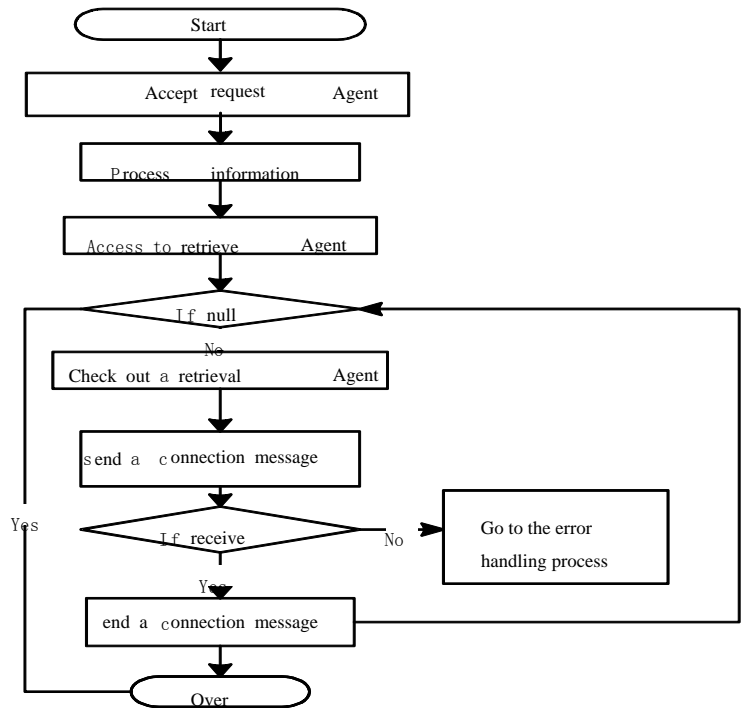 Start
Accept request Agent
Process information
Access to retrieve Agent
If null
No
Check out a retrieval Agent
send a connection message
Yes
If receive
No
Go to the error
handling process
Yes
end a connection message
Over